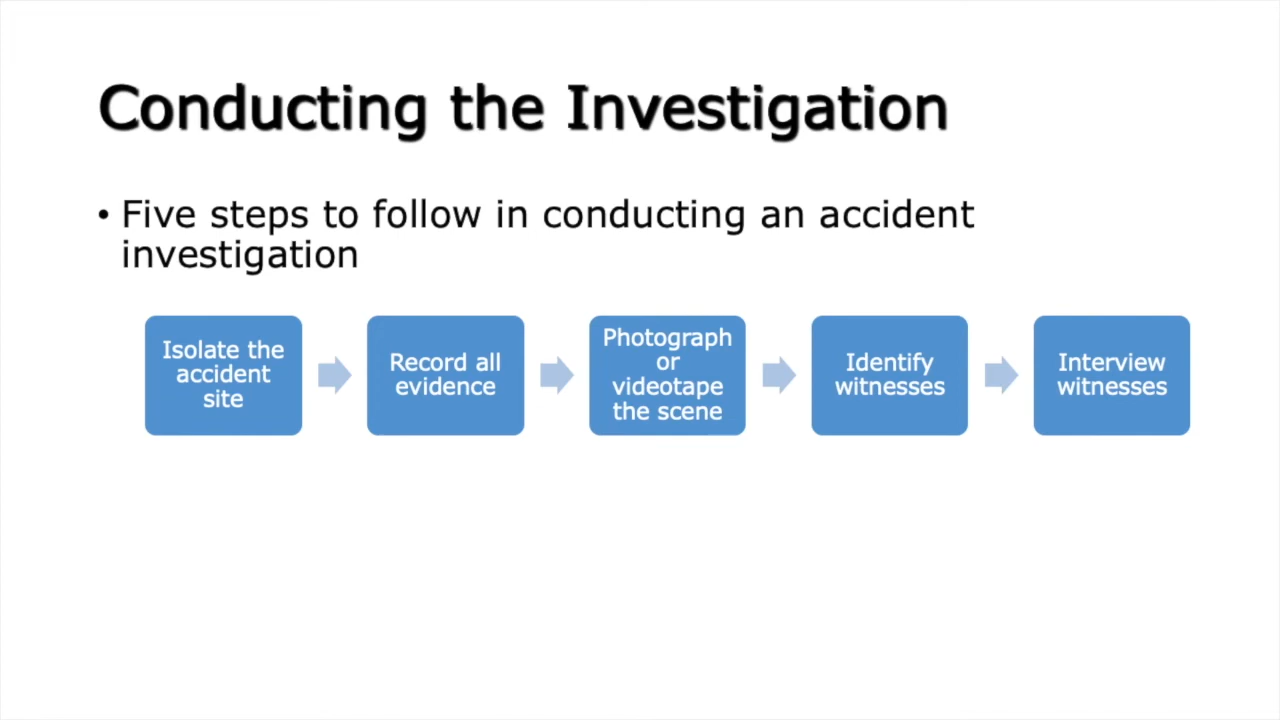 Conducting the Investigation
• Five steps to follow in conducting an accident
investigation
Isolate the
accident
site
Record all
evidence
Photograph
or
videotape
the scene
Identify
witnesses
Interview
witnesses